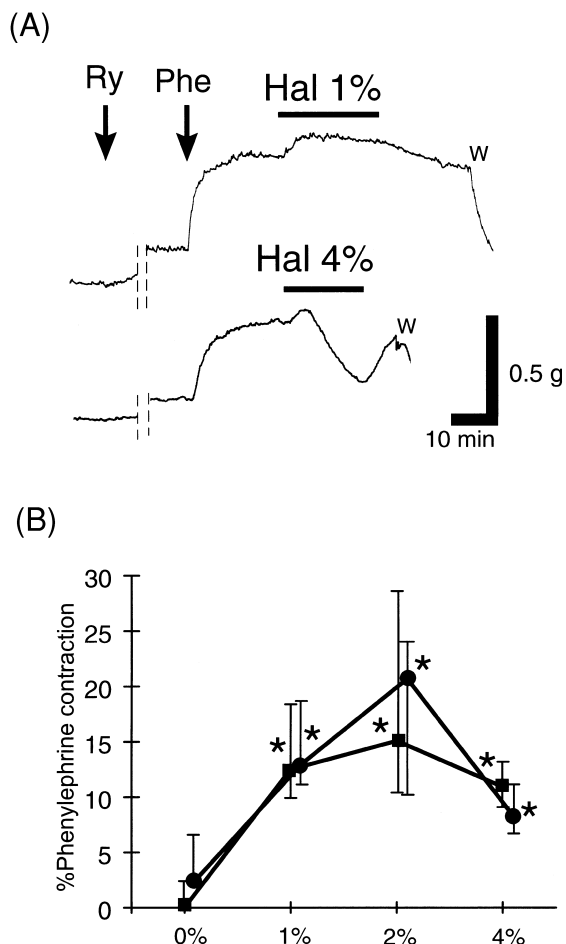 (A)
Ry Phe Hal 1%
W
Hal 4%
W
0.5 g
10 min
(B)
%Phenylephrine contraction
30
25
20
15
10
5
0
* * * * * *
0% 1% 2% 4%